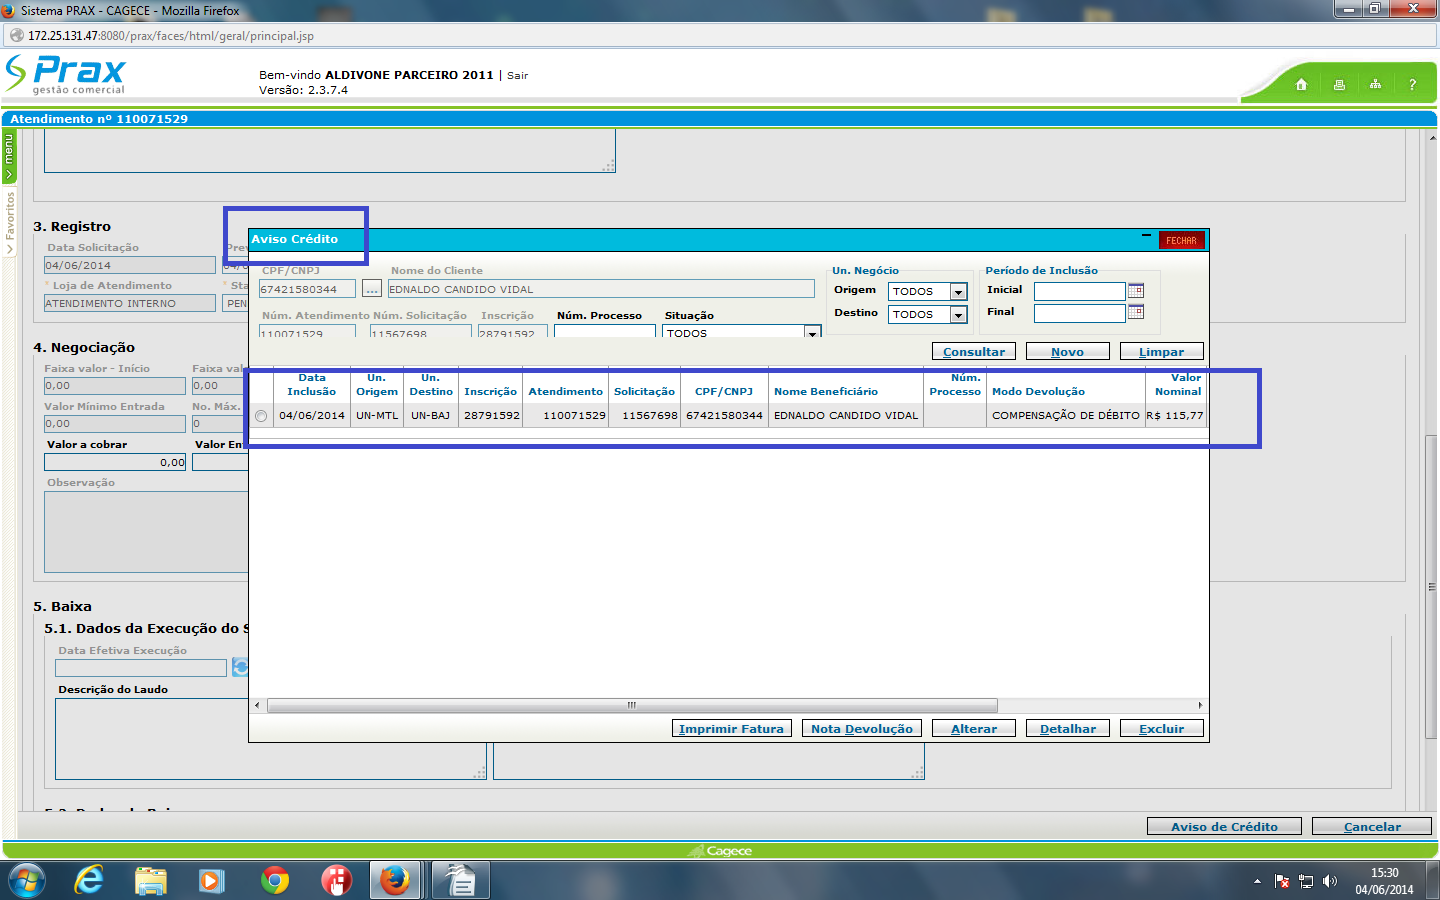 Sistema PRAX - CAGECE - Mozilla Firefox
172.25.131.47:8080/prax/faces/html/geral/principal.jsp
Prax
gestão comercial
Bem-vindo ALDIVONE PARCEIRO 2011 | Sair
Versão: 2.3.7.4
?
Atendimento nº 110071529
menu
Favoritos
3. Registro
Data Solicitação
04/06/2014
* Loja de Atendimento
ATENDIMENTO INTERNO
PEN
4. Negociação
Faixa valor - Início
0,00
0,00
Valor Mínimo Entrada
No. Máx.
0,00
0
Valor a cobrar
0,00
Observação
5. Baixa
5.1. Dados da Execução do S
Data Efetiva Execução
Descrição do Laudo
Aviso Crédito
FECHAR
CPF/CNPJ
Nome do Cliente
67421580344
...
EDNALDO CANDIDO VIDAL
Un. Negócio
Origem
TODOS
Destino
TODOS
Período de Inclusão
Inicial
Final
Núm. Atendimento
Núm. Solicitação
Inscrição
Núm. Processo
Situação
110071529
11567698
28791592
TODOS
Consultar
Novo
Limpar
Data Inclusão
Un. Origem
Un. Destino
Inscrição
Atendimento
Solicitação
CPF/CNPJ
Nome Beneficiário
Núm. Processo
Modo Devolução
Valor Nominal
04/06/2014
UN-MTL
UN-BAJ
28791592
110071529
11567698
67421580344
EDNALDO CANDIDO VIDAL
COMPENSAÇÃO DE DÉBITO
R$ 115,77
Imprimir Fatura
Nota Devolução
Alterar
Detalhar
Excluir
Aviso de Crédito
Cancelar
Cagece
15:30
04/06/2014